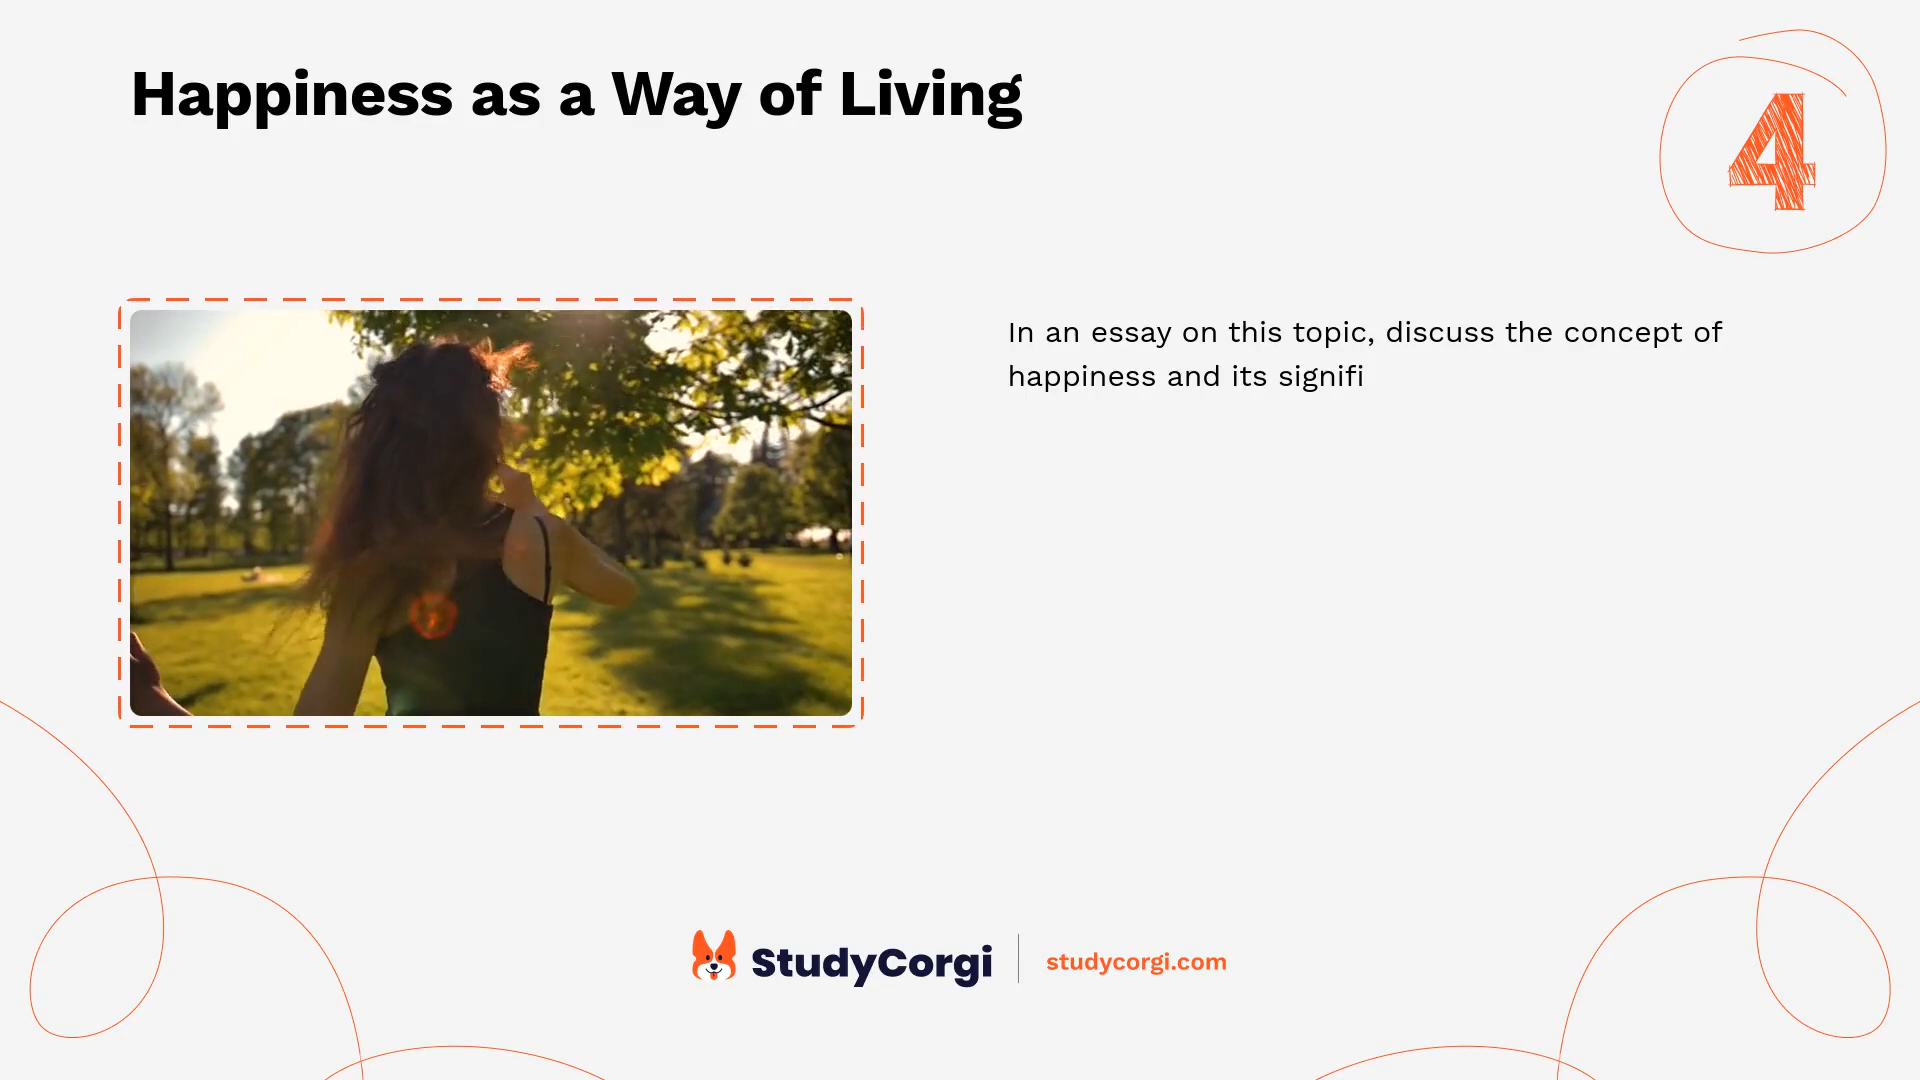 Happiness as a Way of Living
4
In an essay on this topic, discuss the concept of
happiness and its signifi
StudyCorgi
studycorgi.com